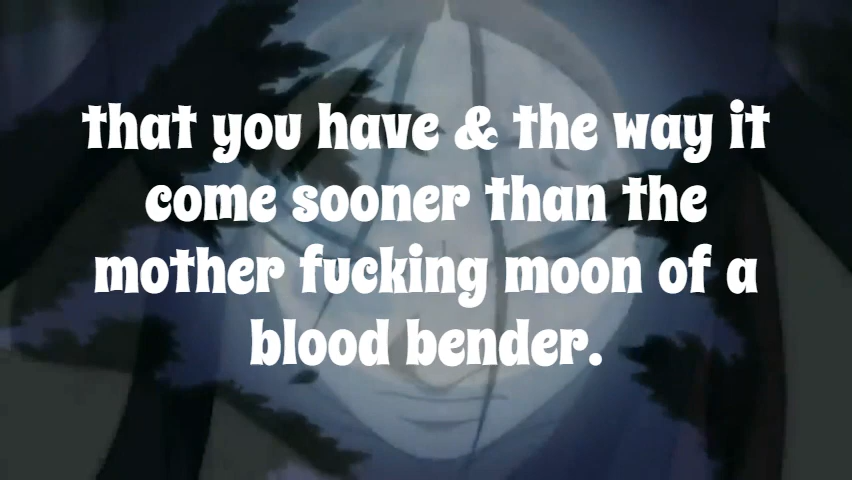 that you have & the way it
come sooner than the
mother fucking moon of a
blood bender.